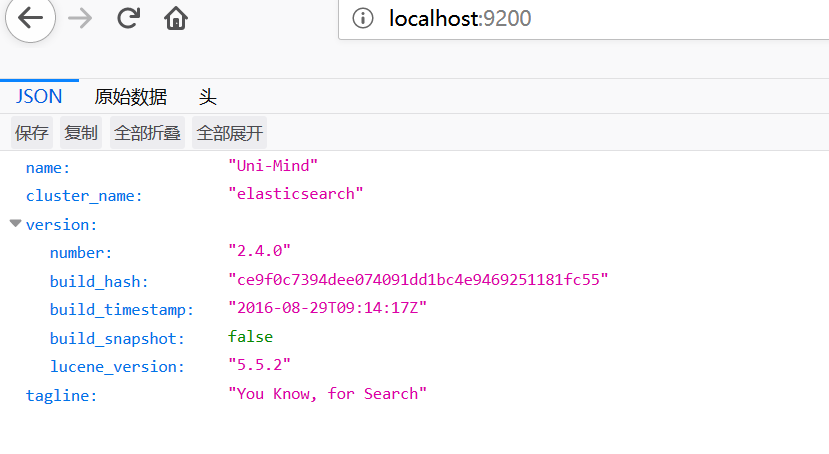 localhost:9200
JSON 原始数据 头
保存 复制 全部折叠 全部展开
name: "Uni-Mind"
cluster_name: "elasticsearch"
version:
number: "2.4.0"
build_hash: "ce9f0c7394dee074091dd1bc4e9469251181fc55"
build_timestamp: "2016-08-29T09:14:17Z"
build_snapshot: false
lucene_version: "5.5.2"
tagline: "You Know, for Search"